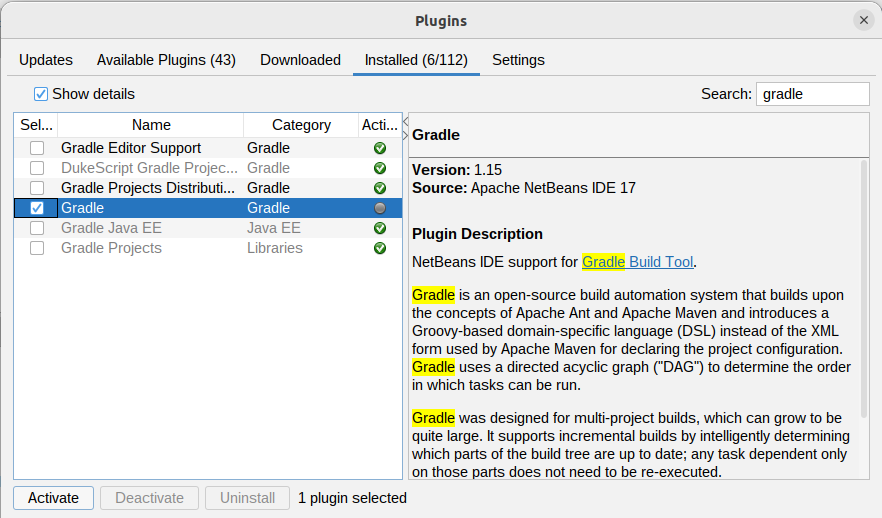 Plugins
Updates Available Plugins (43) Downloaded Installed (6/112) Settings
Show details Search: gradle
Sel... Name Category Acti...
Gradle Editor Support Gradle
DukeScript Gradle Projec... Gradle
Gradle Projects Distributi... Gradle
Gradle Gradle
Gradle Java EE Java EE
Gradle Projects Libraries
Gradle
Version: 1.15
Source: Apache NetBeans IDE 17
Plugin Description
NetBeans IDE support for Gradle Build Tool.
Gradle is an open-source build automation system that builds upon
the concepts of Apache Ant and Apache Maven and introduces a
Groovy-based domain-specific language (DSL) instead of the XML
form used by Apache Maven for declaring the project configuration.
Gradle uses a directed acyclic graph ("DAG") to determine the order
in which tasks can be run.
Gradle was designed for multi-project builds, which can grow to be
quite large. It supports incremental builds by intelligently determining
which parts of the build tree are up to date; any task dependent only
on those parts does not need to be re-executed.
Activate Deactivate Uninstall 1 plugin selected